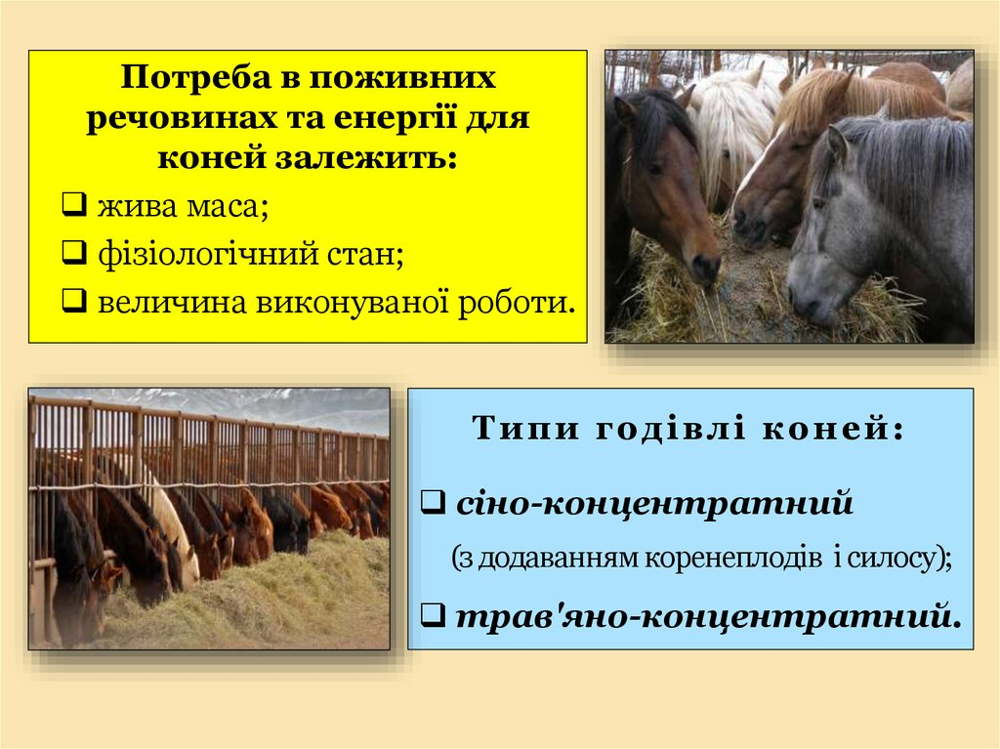 Потреба в поживних
речовинах та енергії для
коней залежить:
❑ жива маса;
❑ фізіологічний стан;
❑ величина виконуваної роботи.
Типи годівлі коней:
❑ сіно-концентратний
(з додаванням коренеплодів і силосу);
❑ трав'яно-концентратний.